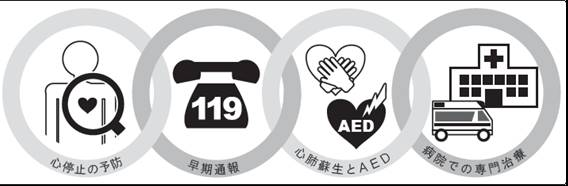 心停止の予防
119
早期通報
AED
心肺蘇生とAED
病院での専門治療